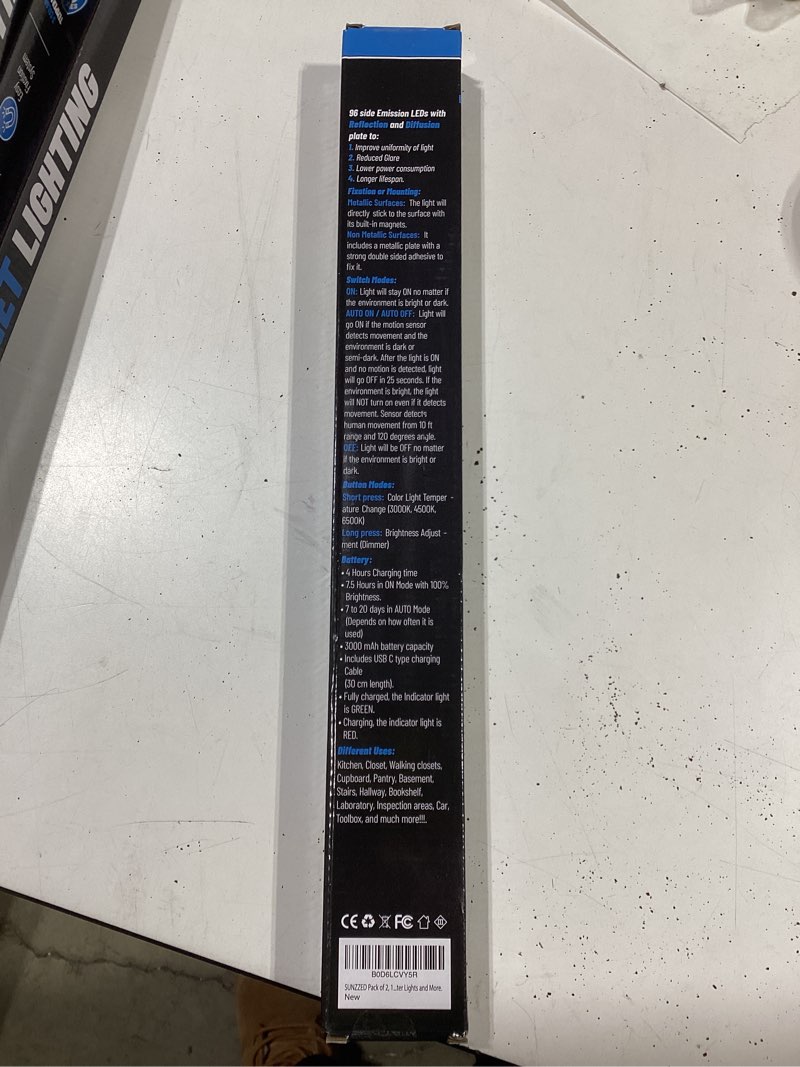 LIGHTING
96 side Emission LEDs with
Reflection and Diffusion
plate to:
1. Improve uniformity of light
2. Reduced Glare
3. Lower power consumption
4. Longer lifespan.
Fixation or Mounting:
Metallic Surfaces: The light will
directly stick to the surface with
its built-in magnets.
Non Metallic Surfaces: It
includes a metallic plate with a
strong double sided adhesive to
fix it.
Switch Modes:
ON: Light will stay ON no matter if
the environment is bright or dark.
AUTO ON / AUTO OFF: Light will
go ON if the motion sensor
detects movement and the
environment is dark or
semi-dark. After the light is ON
and no motion is detected, light
will go OFF in 25 seconds. If the
environment is bright, the light
will NOT turn on even if it detects
movement. Sensor detects
human movement from 10 ft
range and 120 degrees angle.
OFF: Light will be OFF no matter
if the environment is bright or
dark.
Button Modes:
Short press: Color Light Temper -
ature Change (3000K, 4500K,
6500K)
Long press: Brightness Adjust -
ment (Dimmer)
Battery:
• 4 Hours Charging time
• 7.5 Hours in ON Mode with 100%
Brightness.
• 7 to 20 days in AUTO Mode
(Depends on how often it is
used)
• 3000 mAh battery capacity
• Includes USB C type charging
Cable
(30 cm length).
• Fully charged, the Indicator light
is GREEN.
• Charging, the indicator light is
RED.
Different Uses:
Kitchen, Closet, Walking closets,
Cupboard, Pantry, Basement,
Stairs, Hallway, Bookshelf,
Laboratory, Inspection areas, Car,
Toolbox, and much more!!!.
CE FC
B0D6LCVY5R
SUNZZED Pack of 2, 1...ter Lights and More.
New